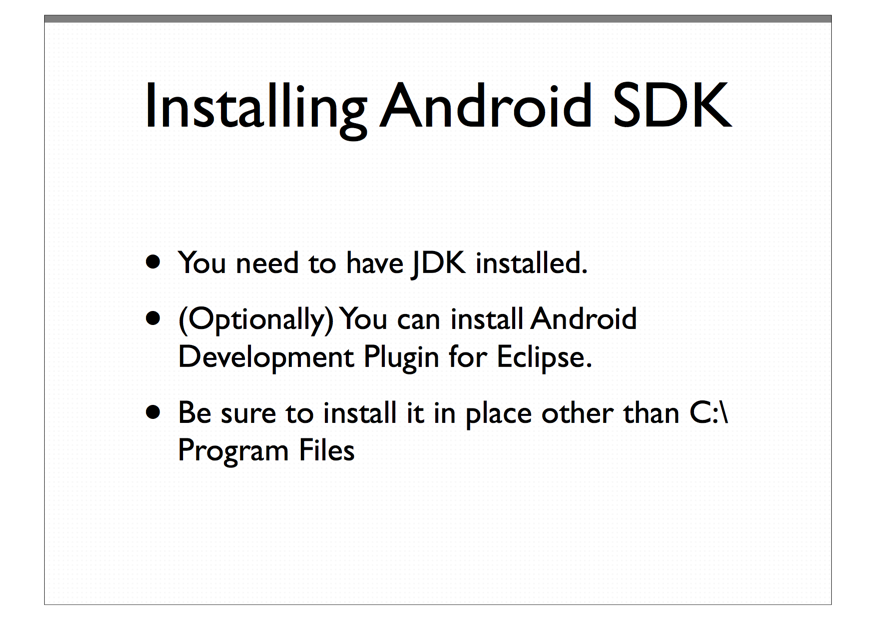 Installing Android SDK
• You need to have JDK installed.
• (Optionally) You can install Android
Development Plugin for Eclipse.
• Be sure to install it in place other than C:\
Program Files